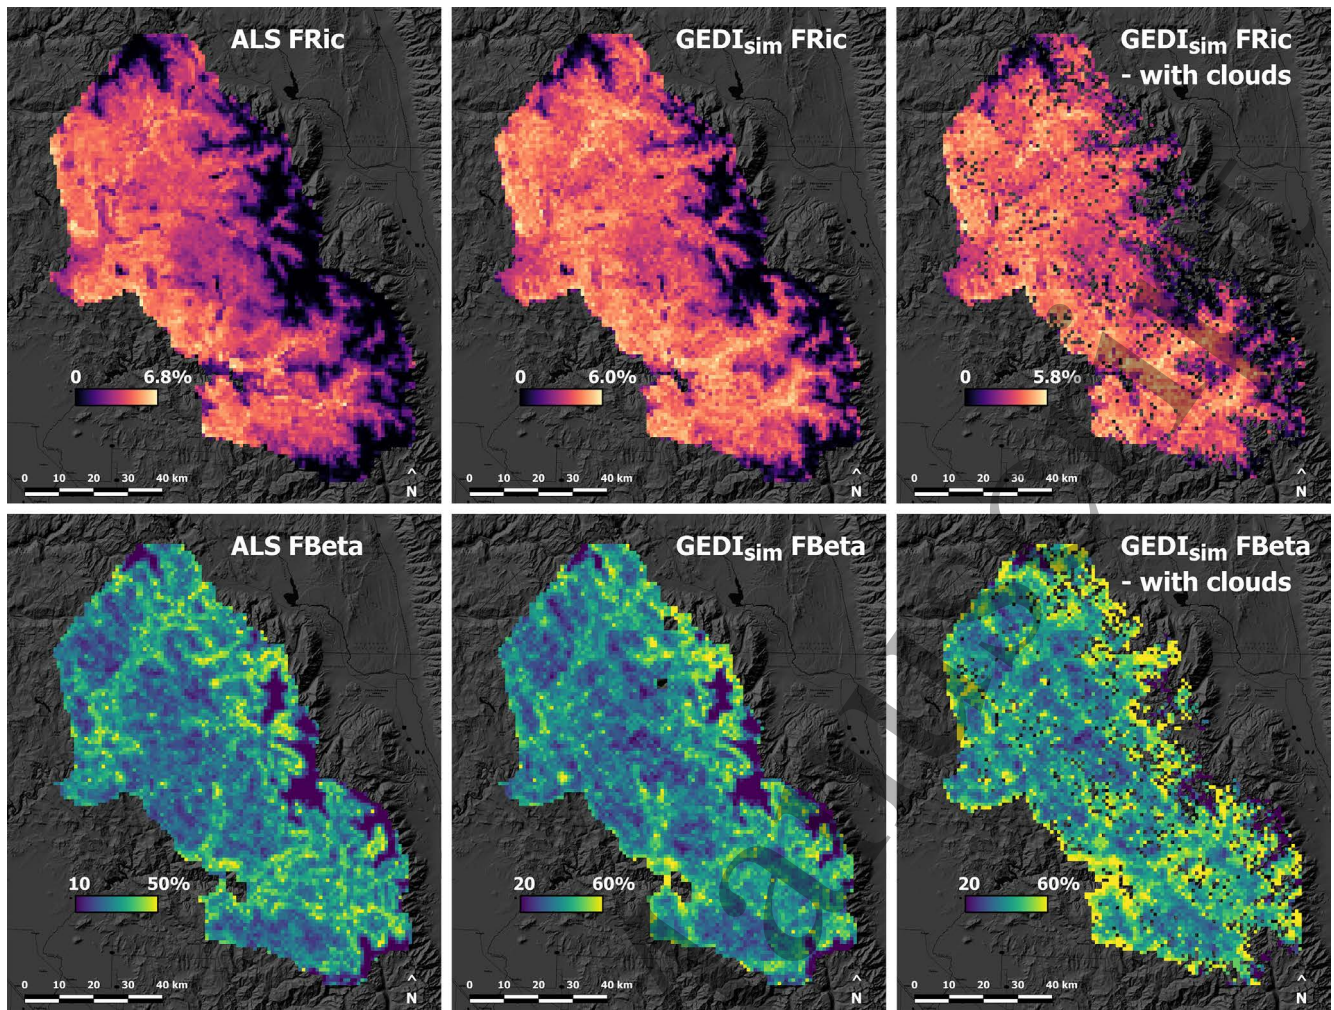 ALS FRic
0 6.8%
0 10 20 30 40 km
^
N
GEDIsim FRic
0 6.0%
0 10 20 30 40 km
^
N
GEDIsim FRic
- with clouds
0 5.8%
0 10 20 30 40 km
^
N
ALS FBeta
10 50%
0 10 20 30 40 km
^
N
GEDIsim FBeta
20 60%
0 10 20 30 40 km
^
N
GEDIsim FBeta
- with clouds
20 60%
0 10 20 30 40 km
^
N